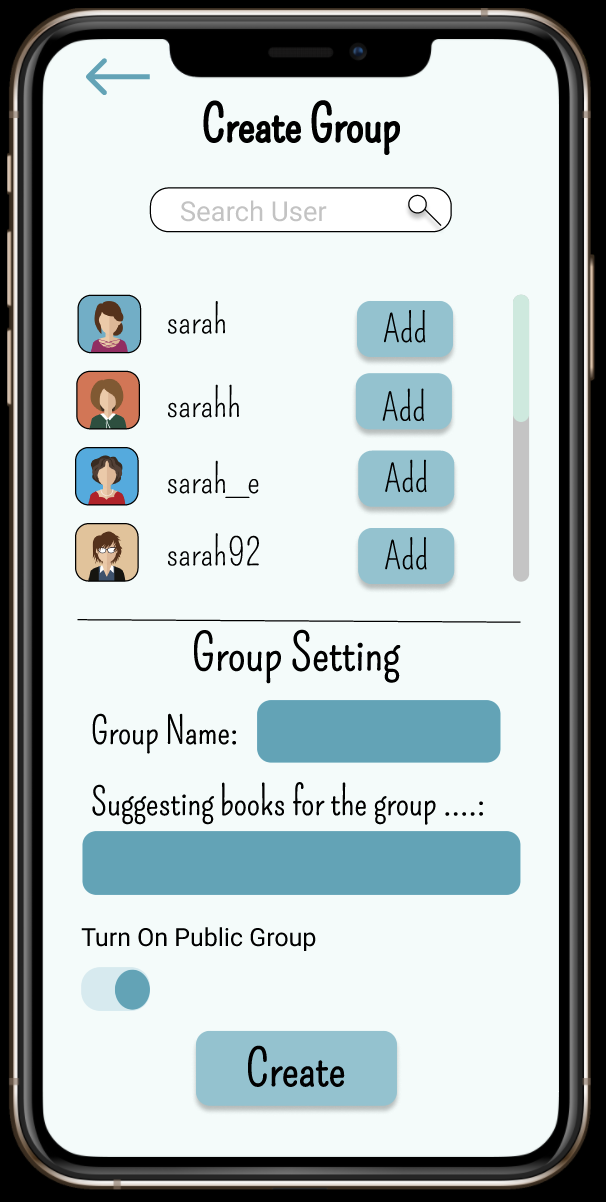 Create Group
Search User
sarah Add
sarahh Add
sarah__e Add
sarah92 Add
Group Setting
Group Name:
Suggesting books for the group ....:
Turn On Public Group
Create